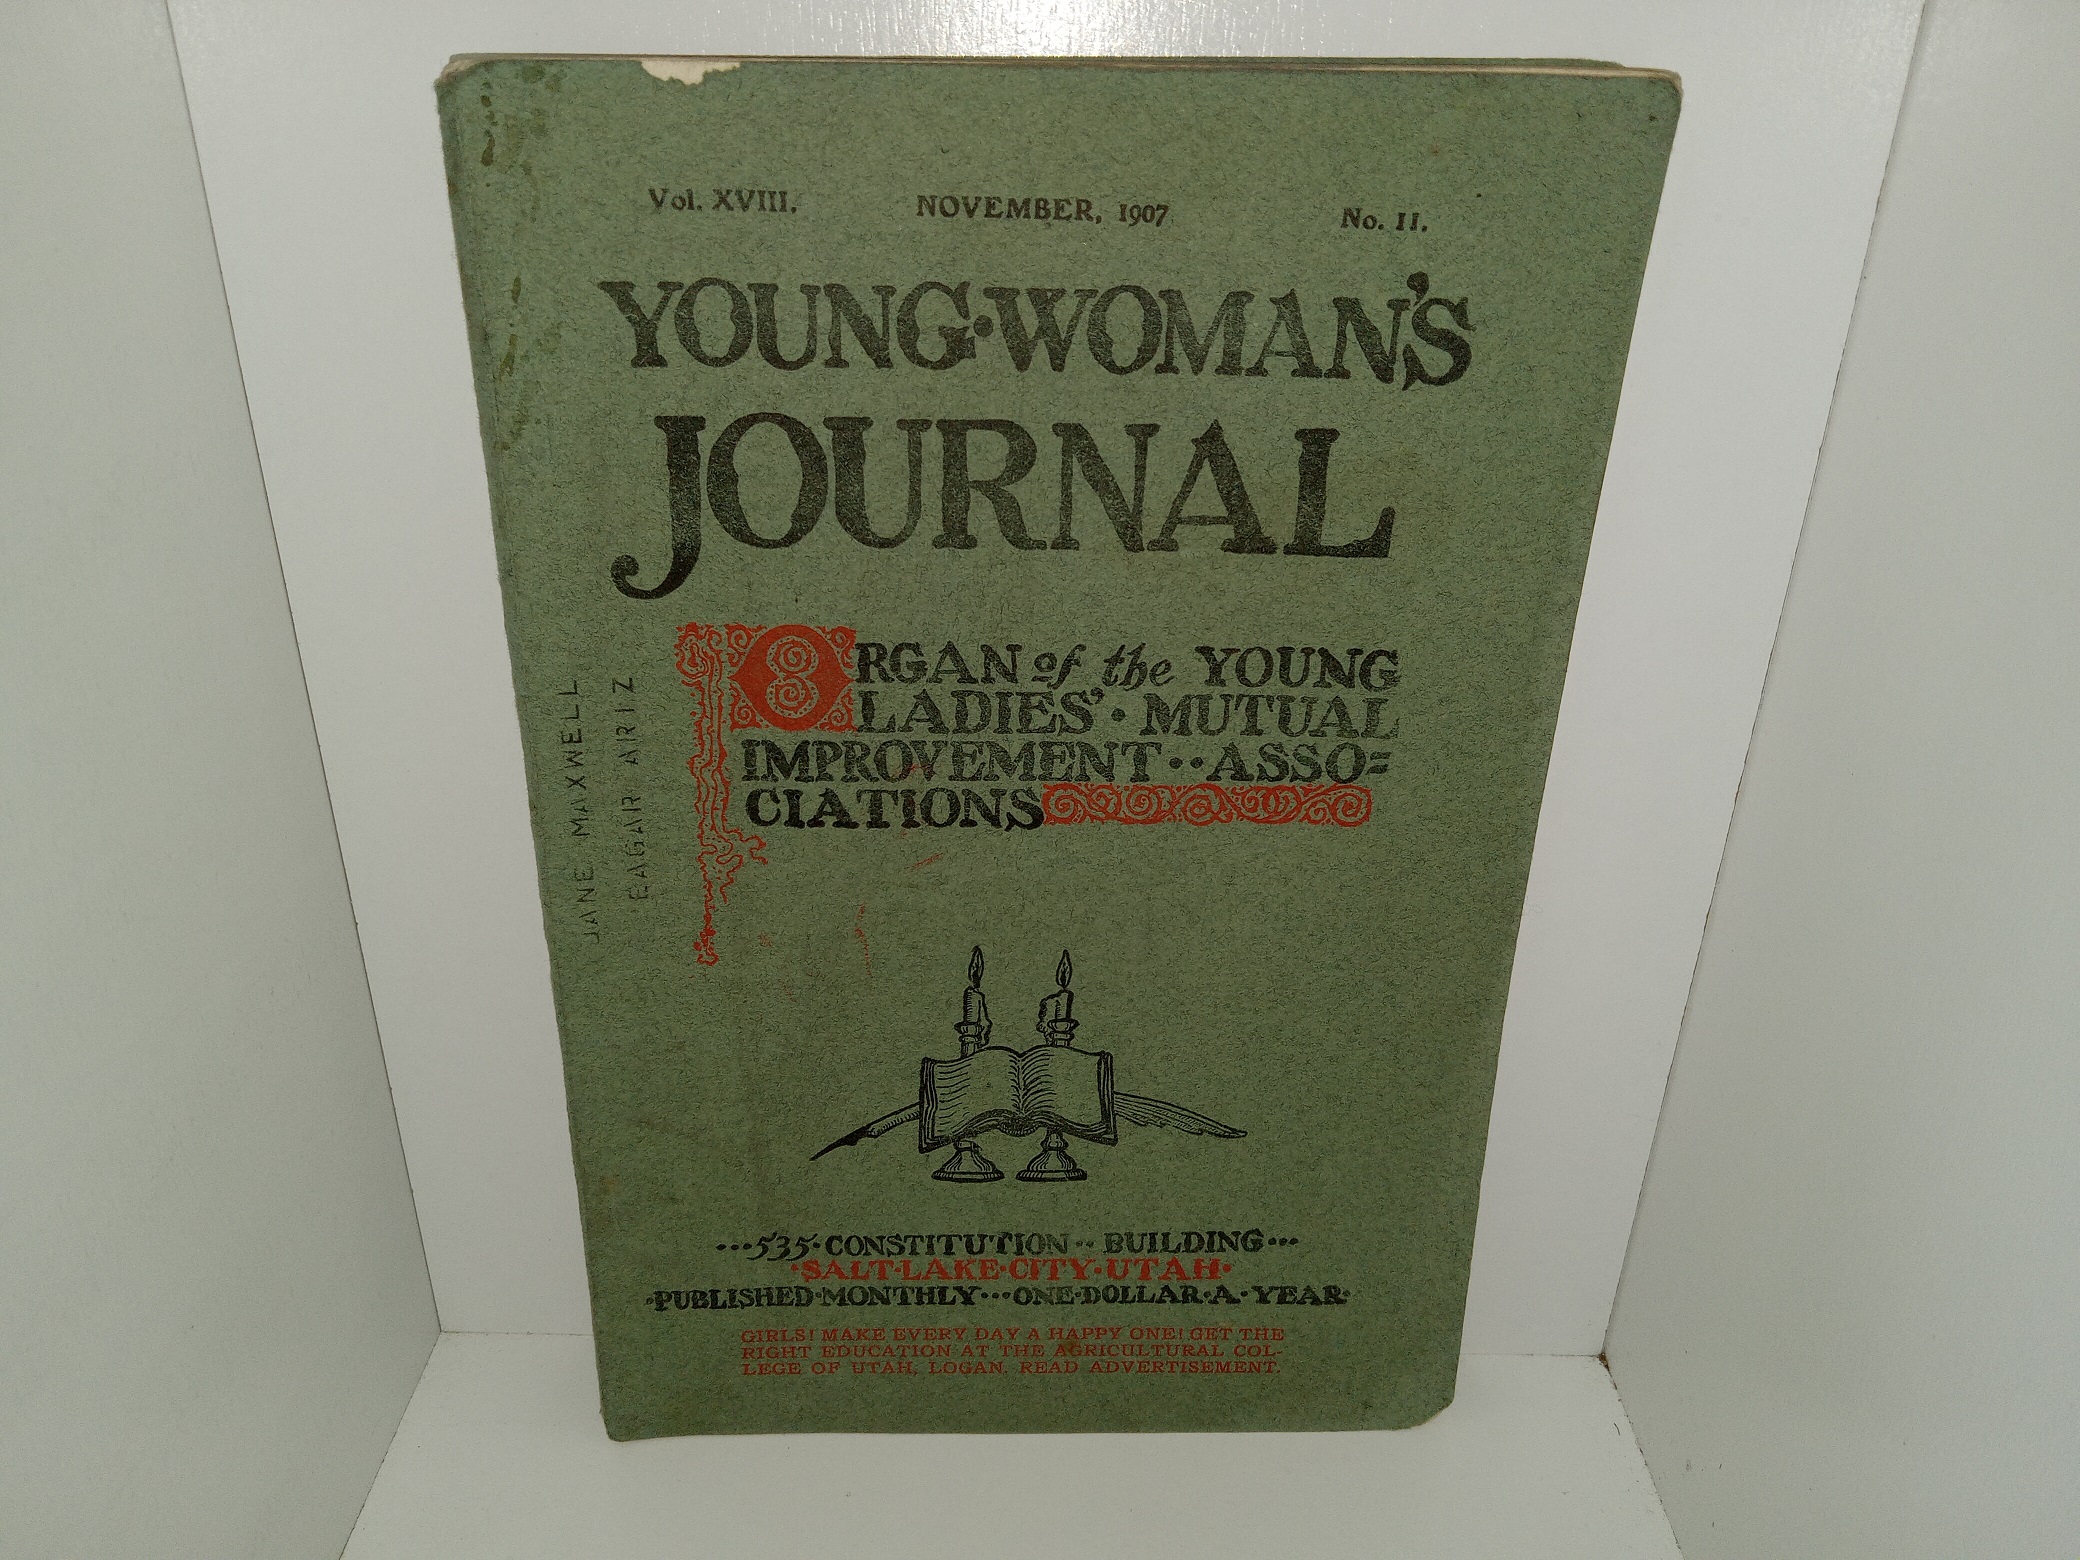 Vol. XVIII. NOVEMBER, 1907 No. 11.
YOUNG·WOMAN'S
JOURNAL
ORGAN of the YOUNG
LADIES'·MUTUAL
IMPROVEMENT··ASSO=
CIATIONS
JANE MAXWELL
EAGAR ARIZ
···535·CONSTITUTION··BUILDING···
·SALT·LAKE·CITY·UTAH·
·PUBLISHED·MONTHLY···ONE·DOLLAR·A·YEAR·
GIRLS! MAKE EVERY DAY A HAPPY ONE! GET THE
RIGHT EDUCATION AT THE AGRICULTURAL COL-
LEGE OF UTAH, LOGAN. READ ADVERTISEMENT.